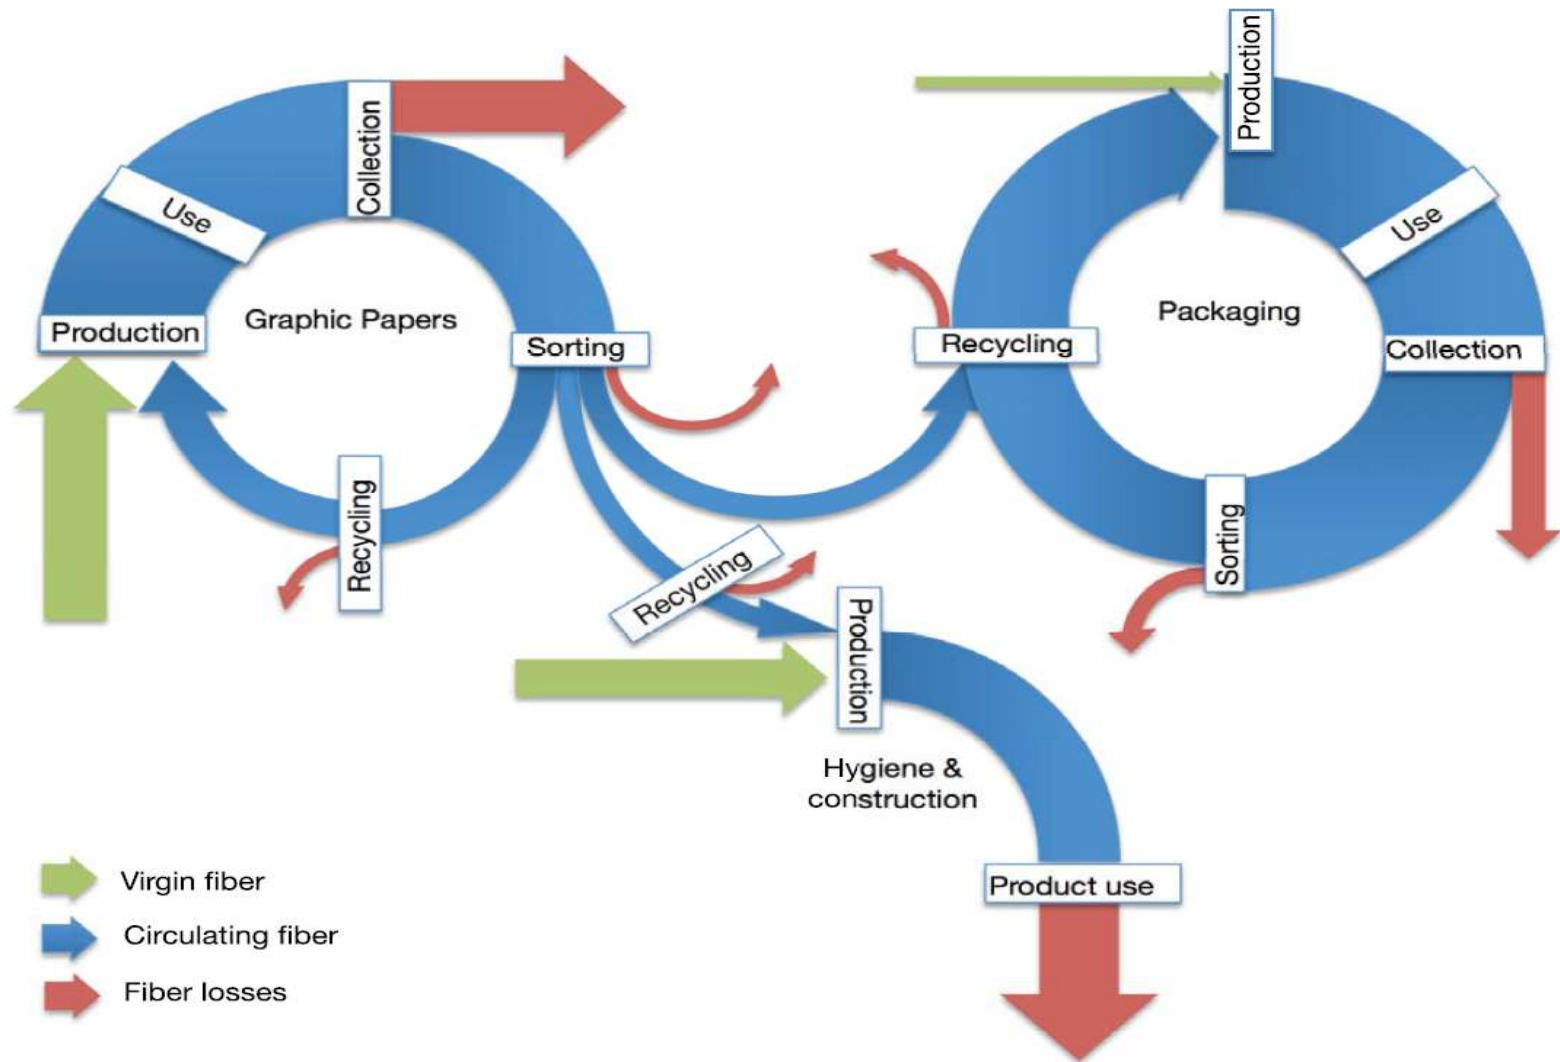 Collection
Use
Production
Graphic Papers
Sorting
Recycling
Production
Use
Packaging
Recycling
Collection
Sorting
Recycling
Production
Hygiene &
construction
Product use
Virgin fiber
Circulating fiber
Fiber losses